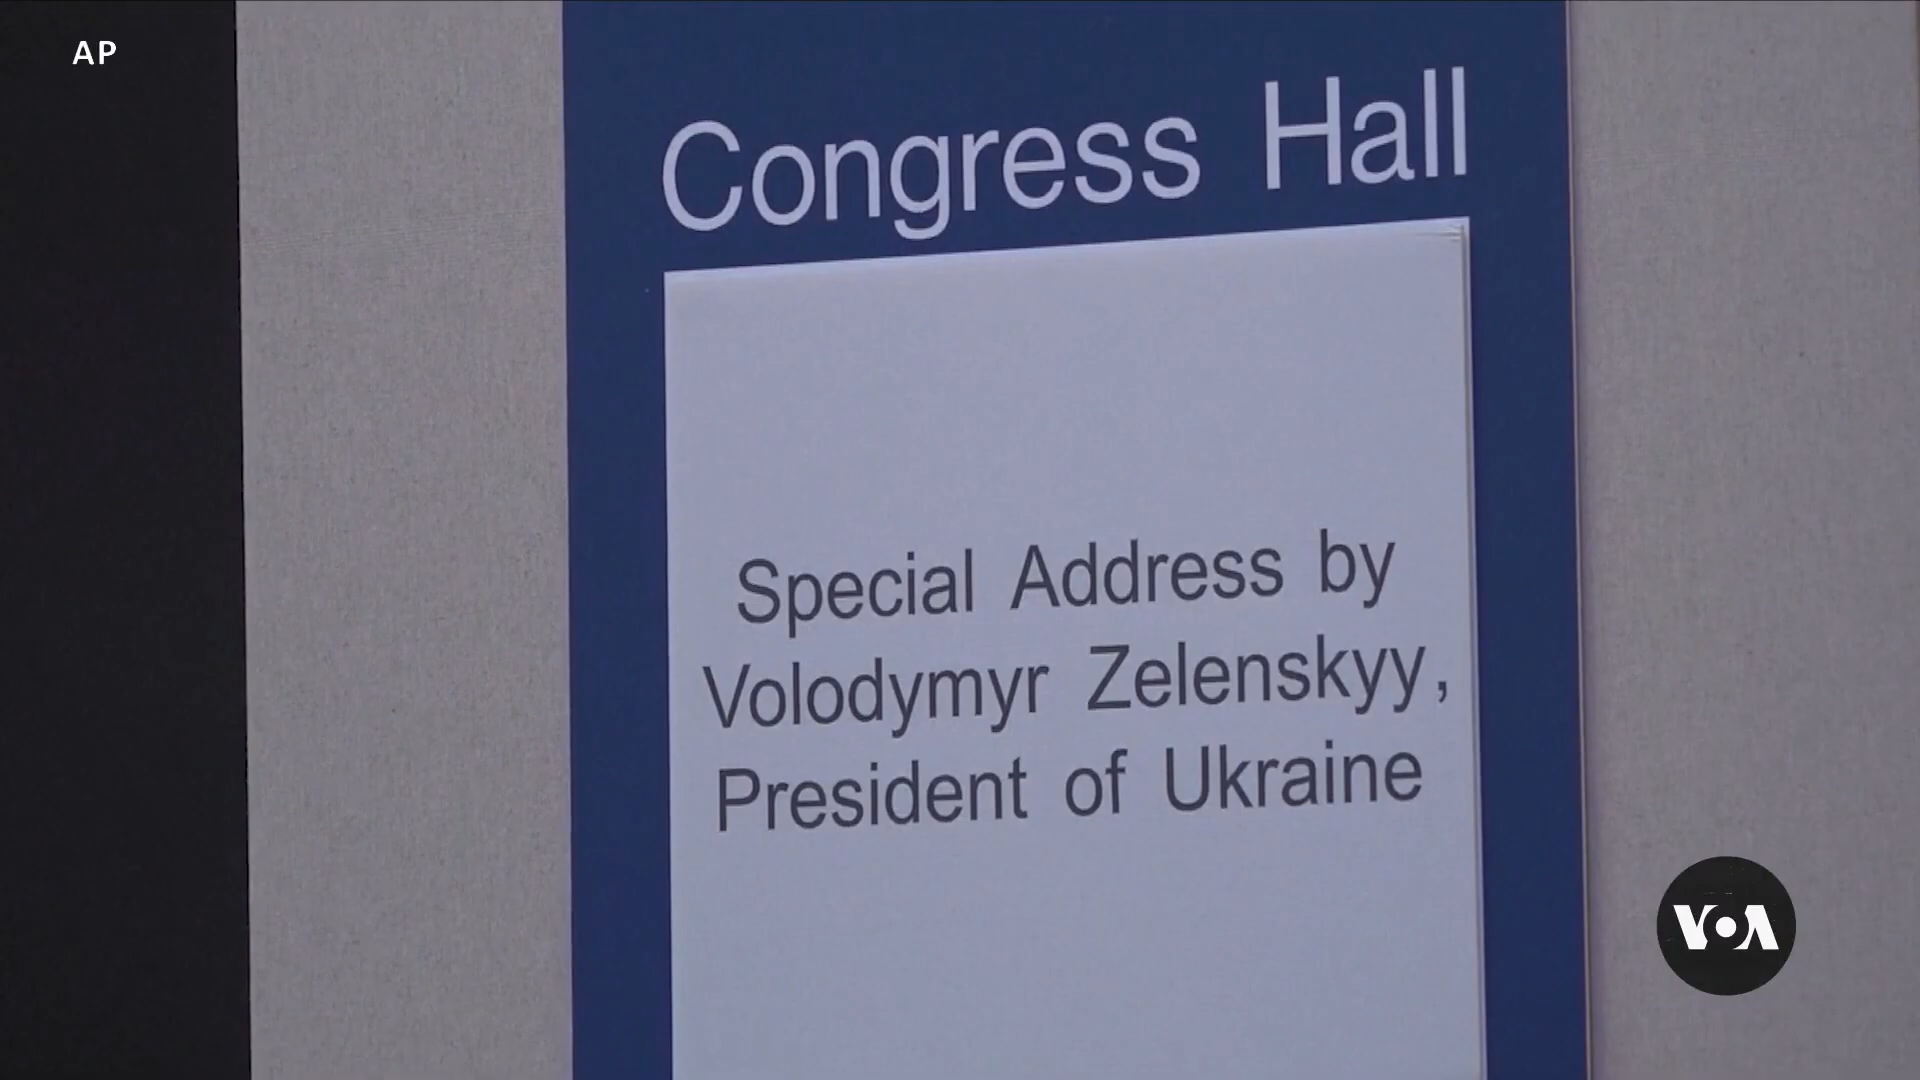 AP
Congress Hall
Special Address by
Volodymyr Zelenskyy,
President of Ukraine
VOA